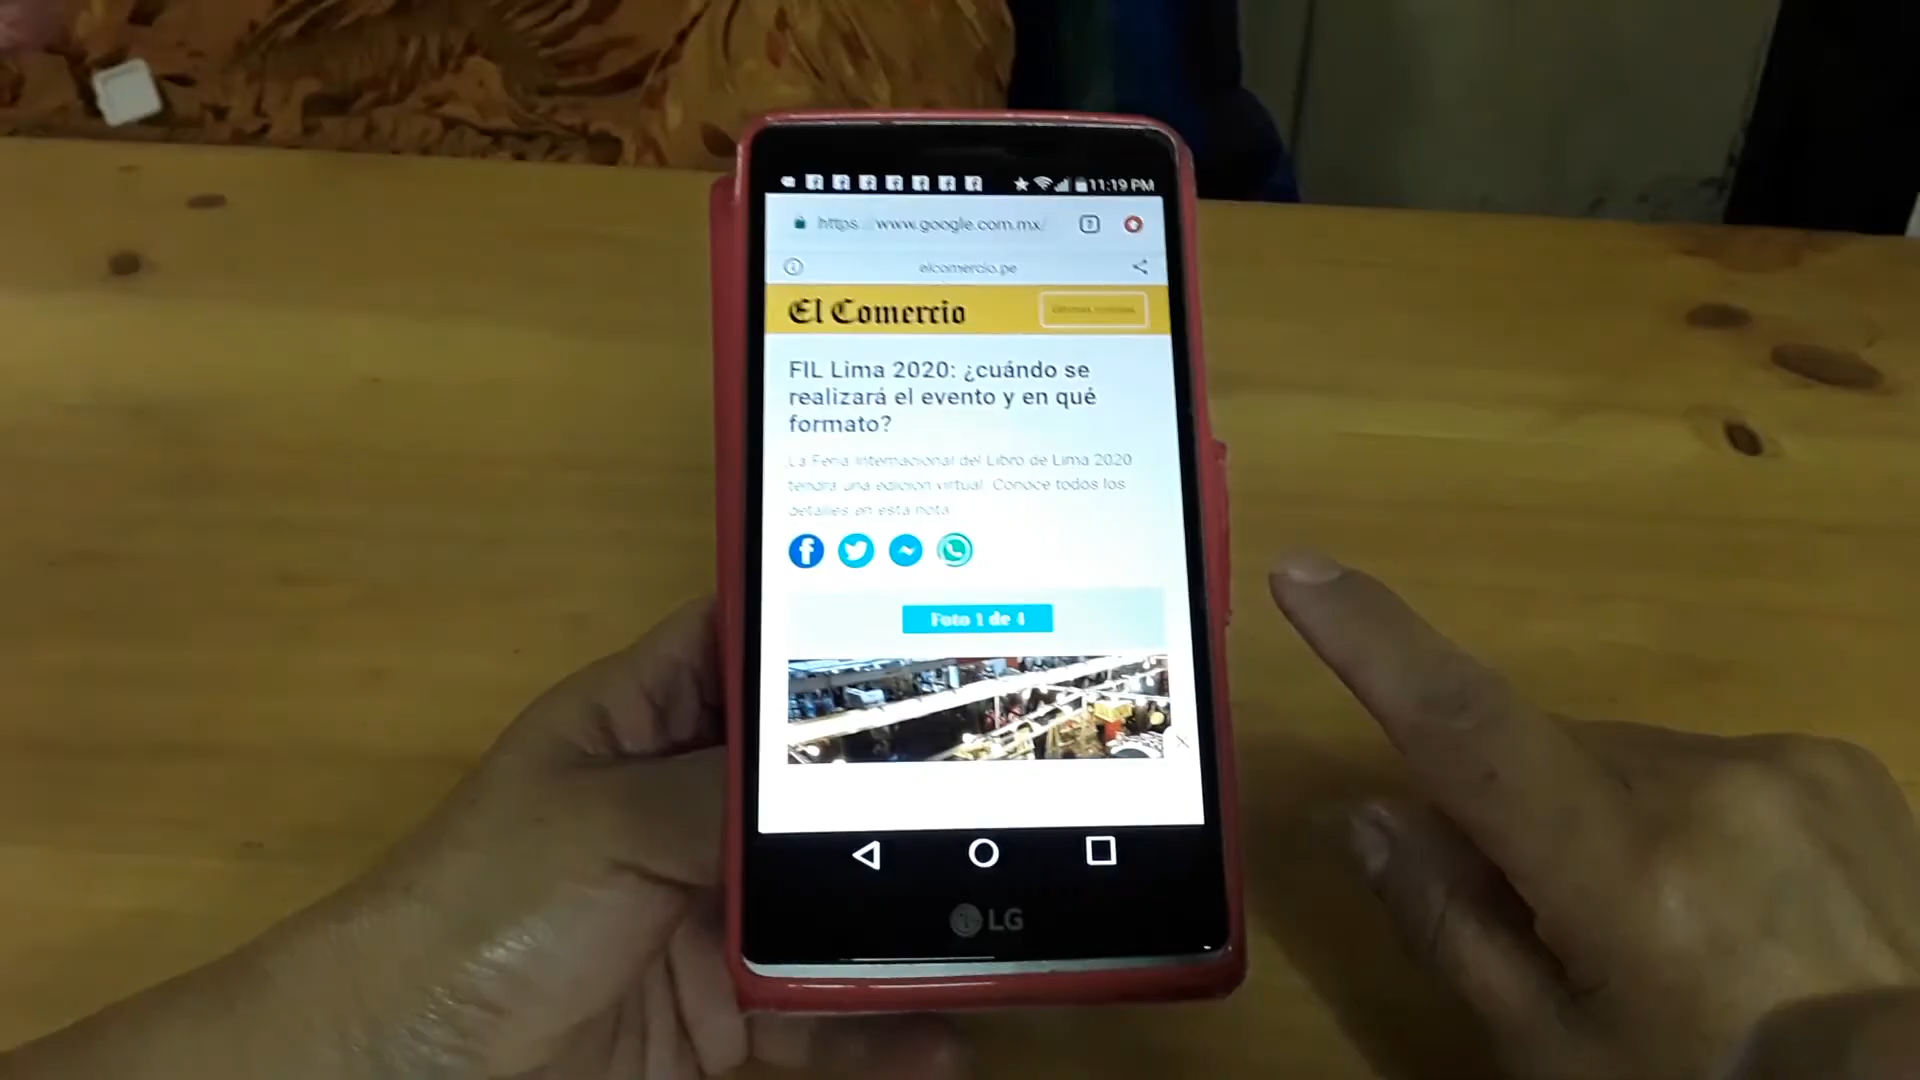 11:19 PM
https://www.google.com.mx/
elcomercio.pe
El Comercio
FIL Lima 2020: ¿cuándo se
realizará el evento y en qué
formato?
La Feria Internacional del Libro de Lima 2020
tendrá una edición virtual. Conoce todos los
detalles en esta nota
Foto 1 de 4
LG